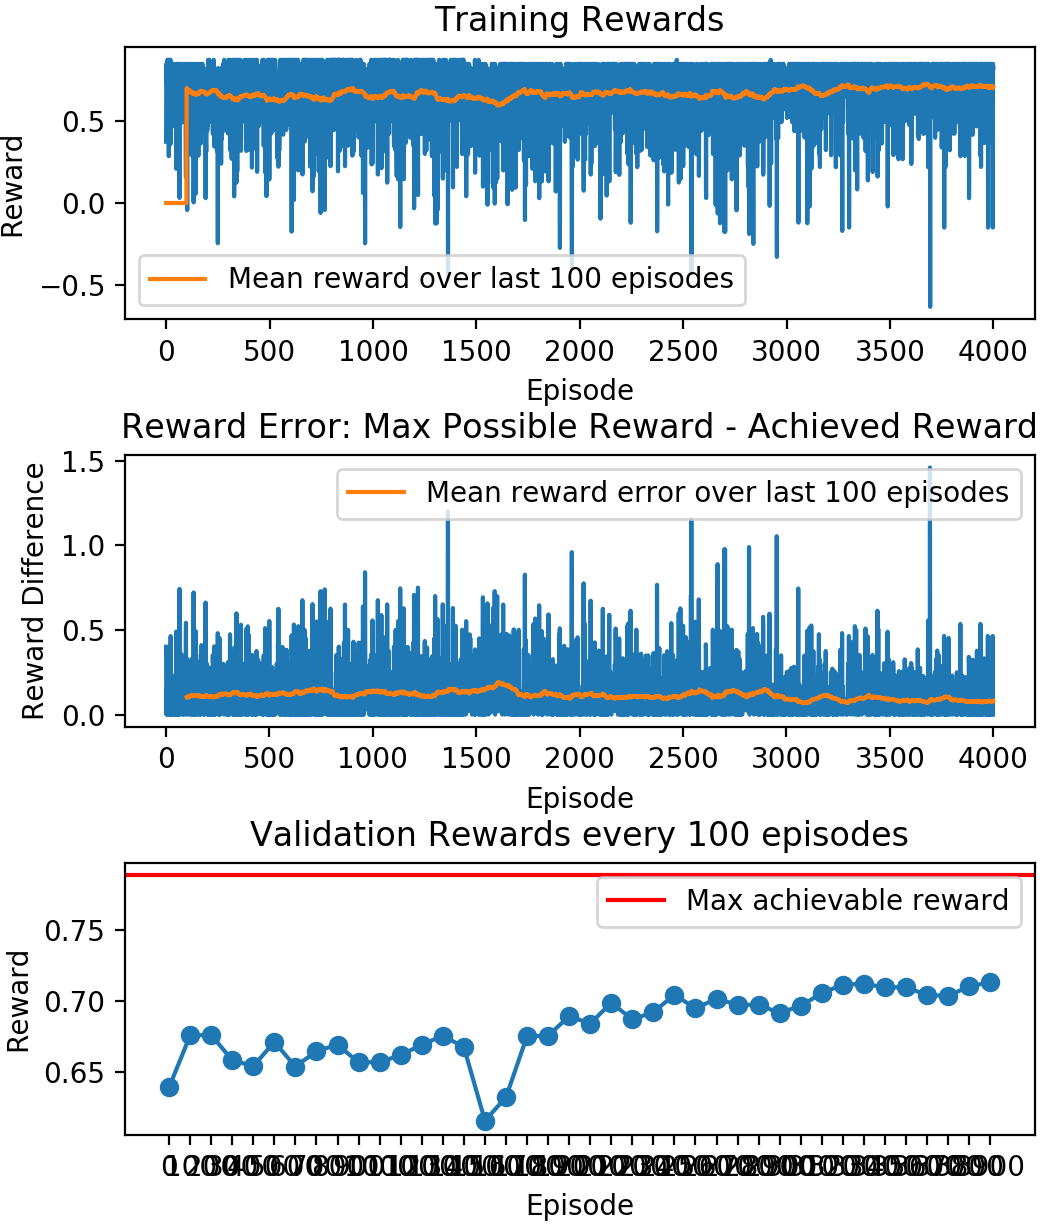 Training Rewards
0.5
0.0
−0.5
Reward
Mean reward over last 100 episodes
0 500 1000 1500 2000 2500 3000 3500 4000
Episode
Reward Error: Max Possible Reward - Achieved Reward
1.5
1.0
0.5
0.0
Reward Difference
Mean reward error over last 100 episodes
0 500 1000 1500 2000 2500 3000 3500 4000
Episode
Validation Rewards every 100 episodes
0.75
0.70
0.65
Reward
Max achievable reward
Episode